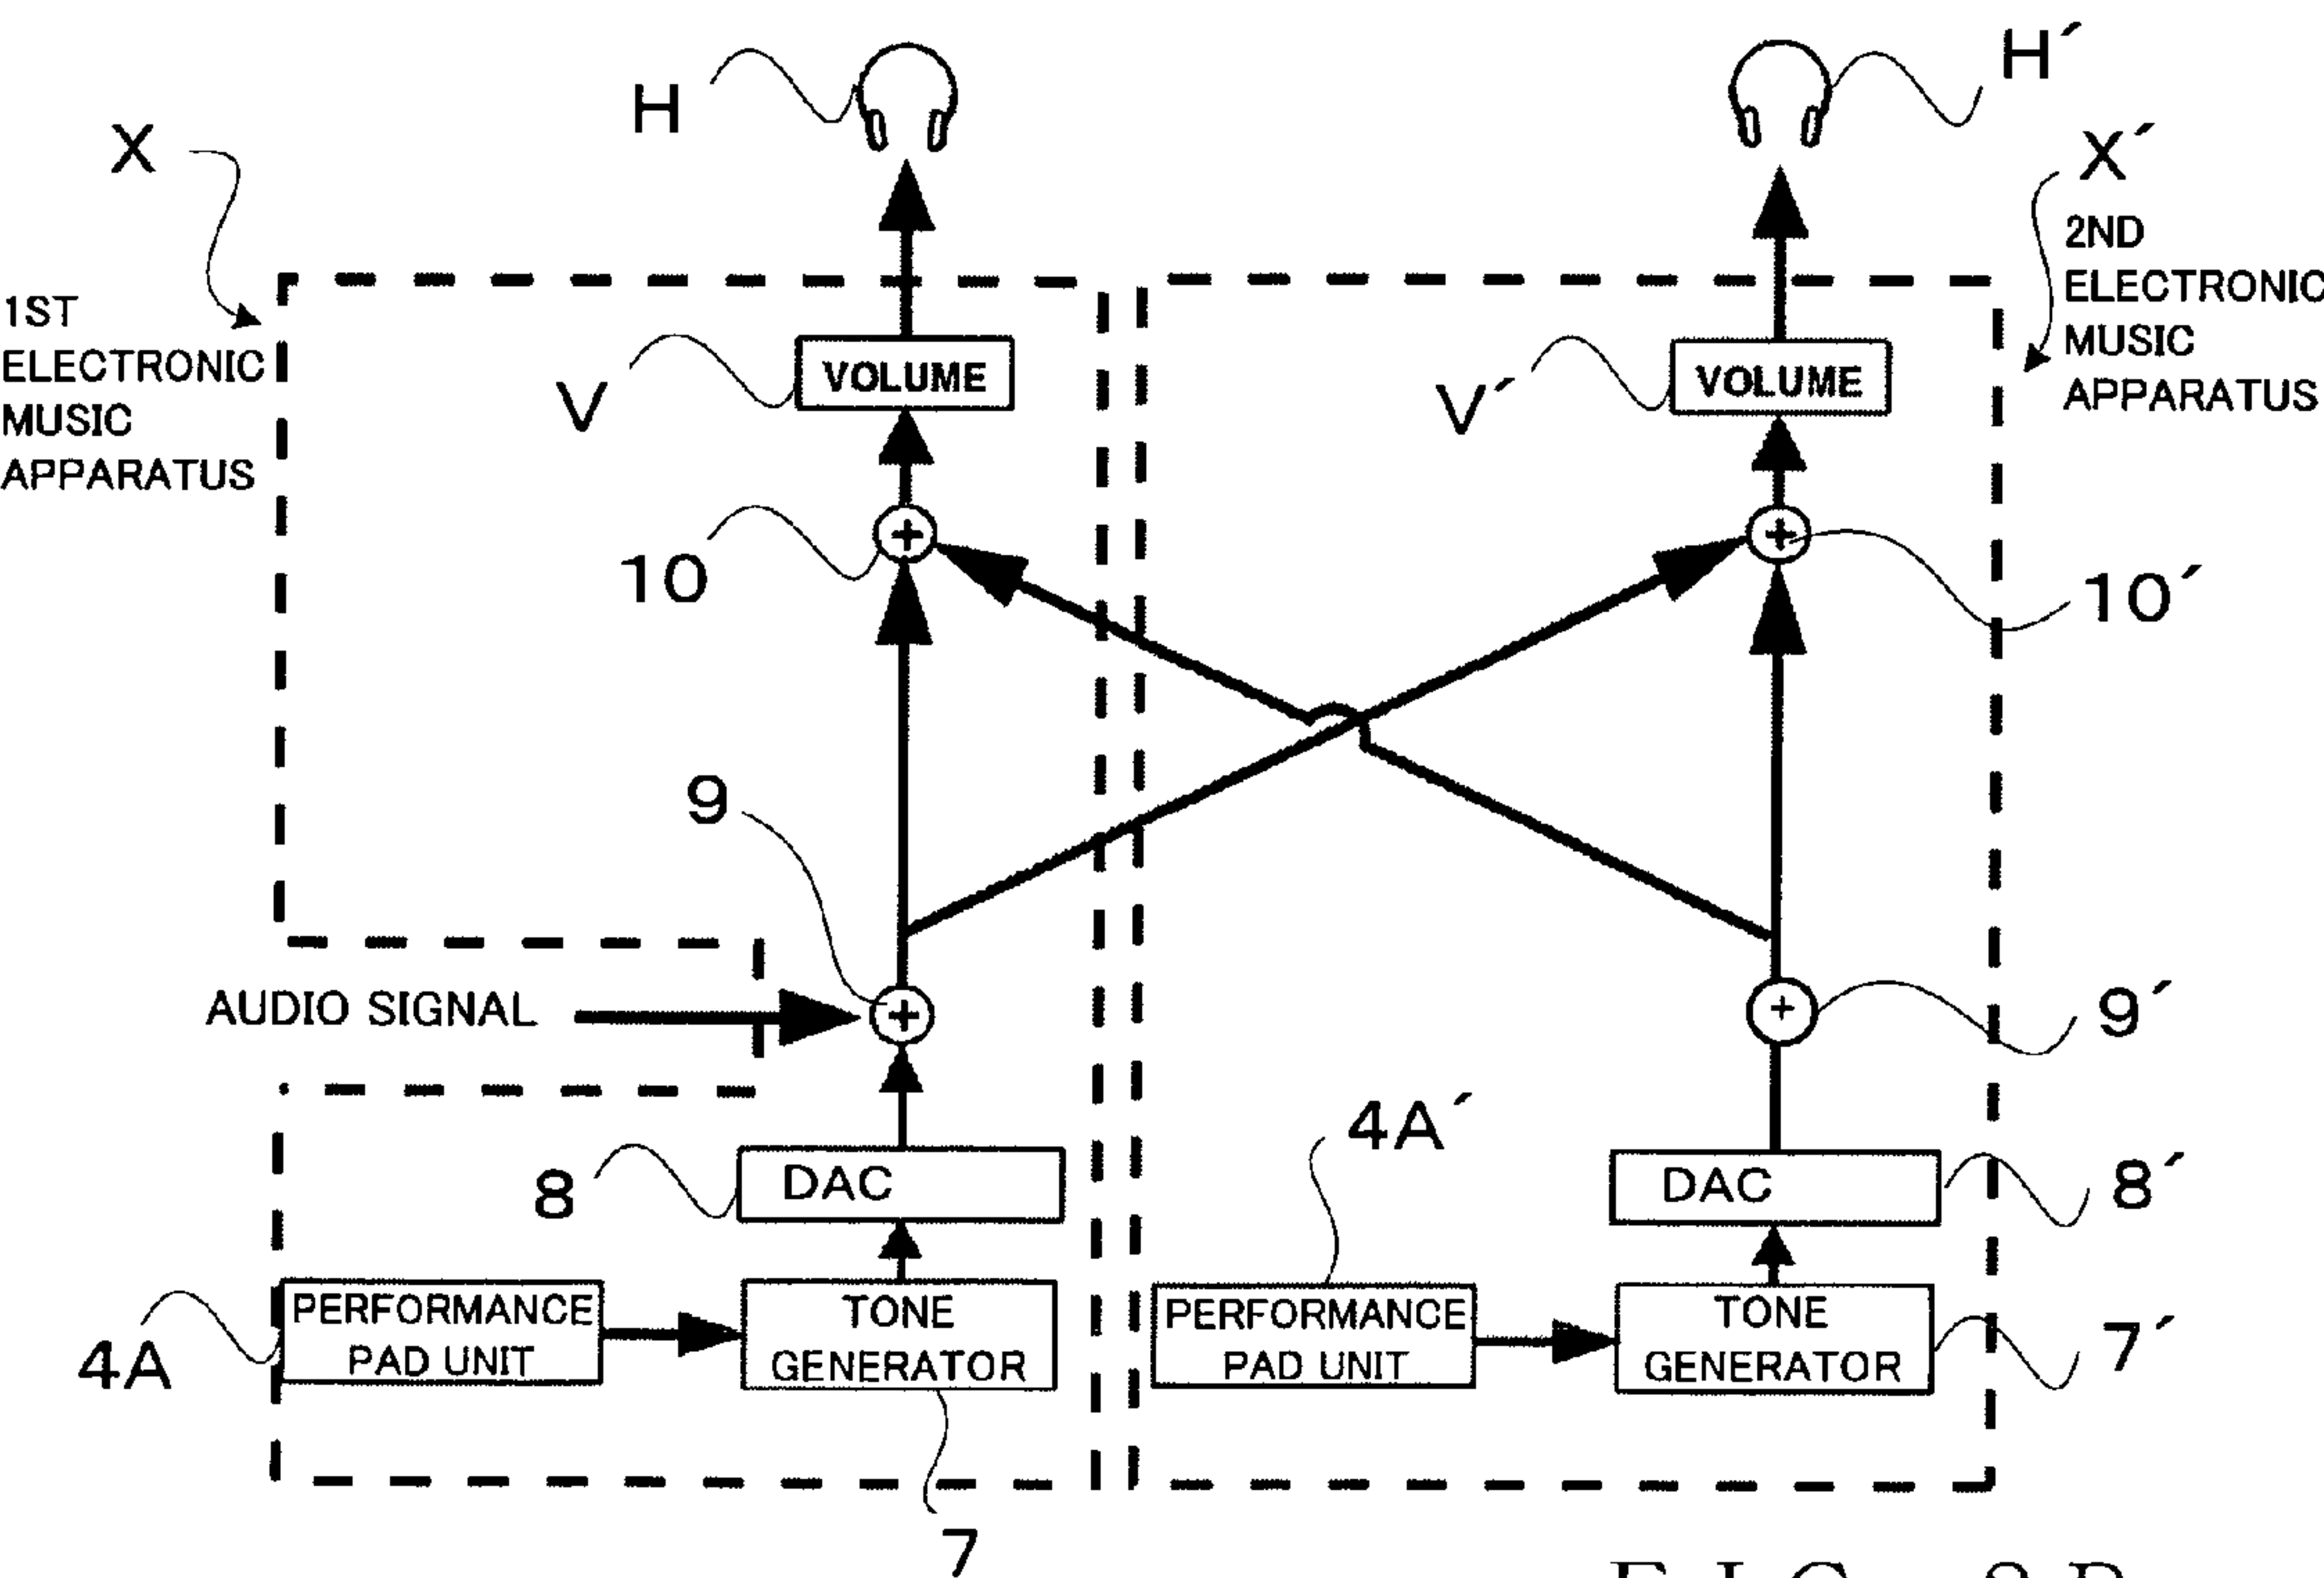 H
H´
X
X´
1ST
ELECTRONIC
MUSIC
APPARATUS
2ND
ELECTRONIC
MUSIC
APPARATUS
V
VOLUME
V´
VOLUME
+
+
10
10´
9
AUDIO SIGNAL
+
+
9´
8
DAC
4A´
DAC
8´
4A
PERFORMANCE
PAD UNIT
TONE
GENERATOR
PERFORMANCE
PAD UNIT
TONE
GENERATOR
7´
7